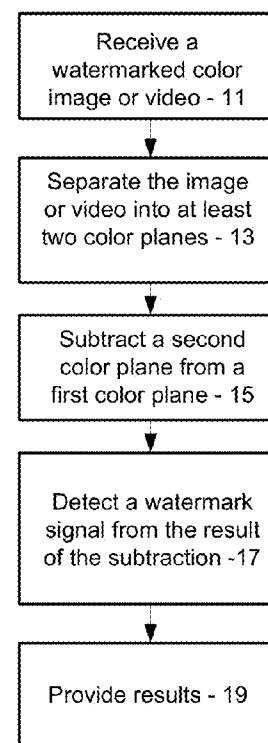 Receive a
watermarked color
image or video - 11
Separate the image
or video into at least
two color planes - 13
Subtract a second
color plane from a
first color plane - 15
Detect a watermark
signal from the result
of the subtraction -17
Provide results - 19